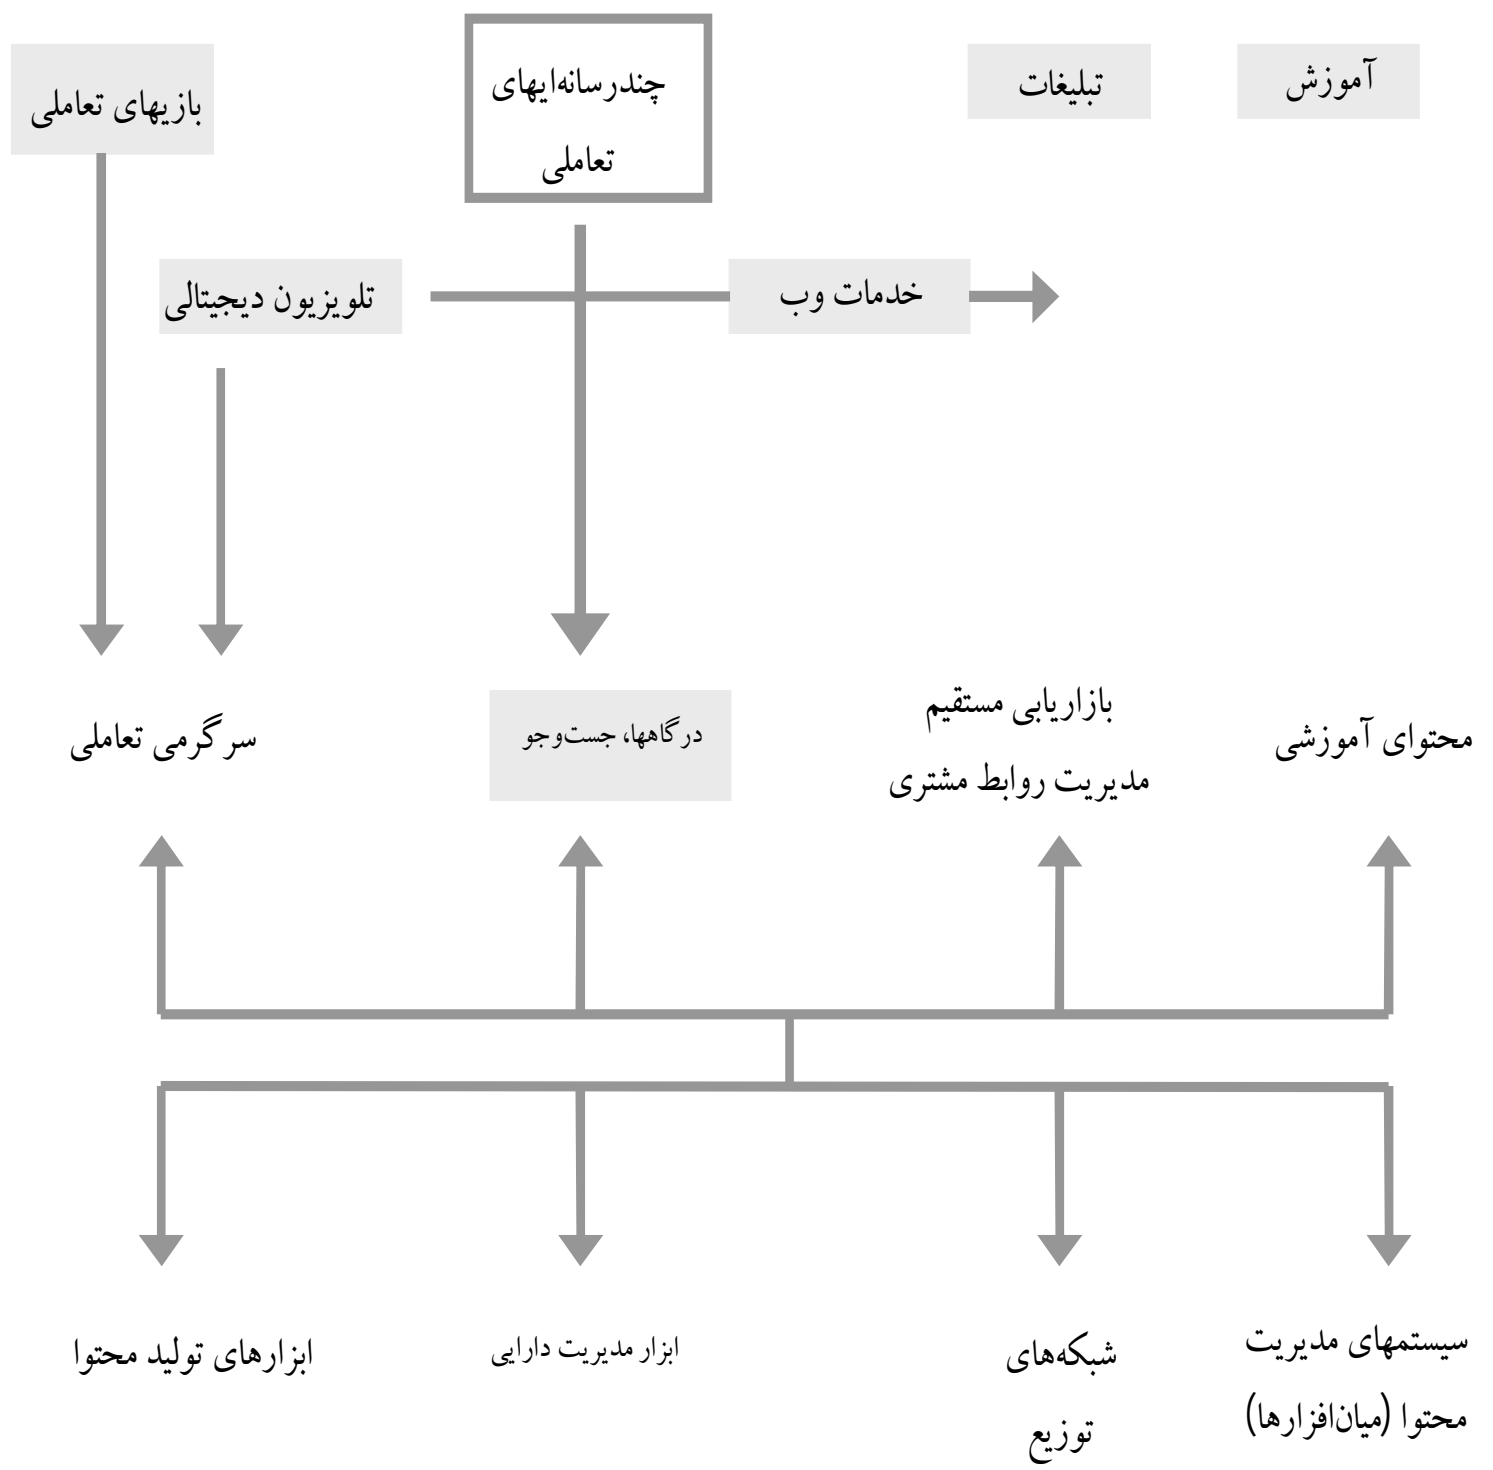 آموزش
تبلیغات
چندرسانه‌ایهای
تعاملی
بازیهای تعاملی
خدمات وب
تلویزیون دیجیتالی
محتوای آموزشی
بازاریابی مستقیم
مدیریت روابط مشتری
درگاهها، جست‌وجو
سرگرمی تعاملی
سیستمهای مدیریت
محتوا (میان‌افزارها)
شبکه‌های
توزیع
ابزار مدیریت دارایی
ابزارهای تولید محتوا